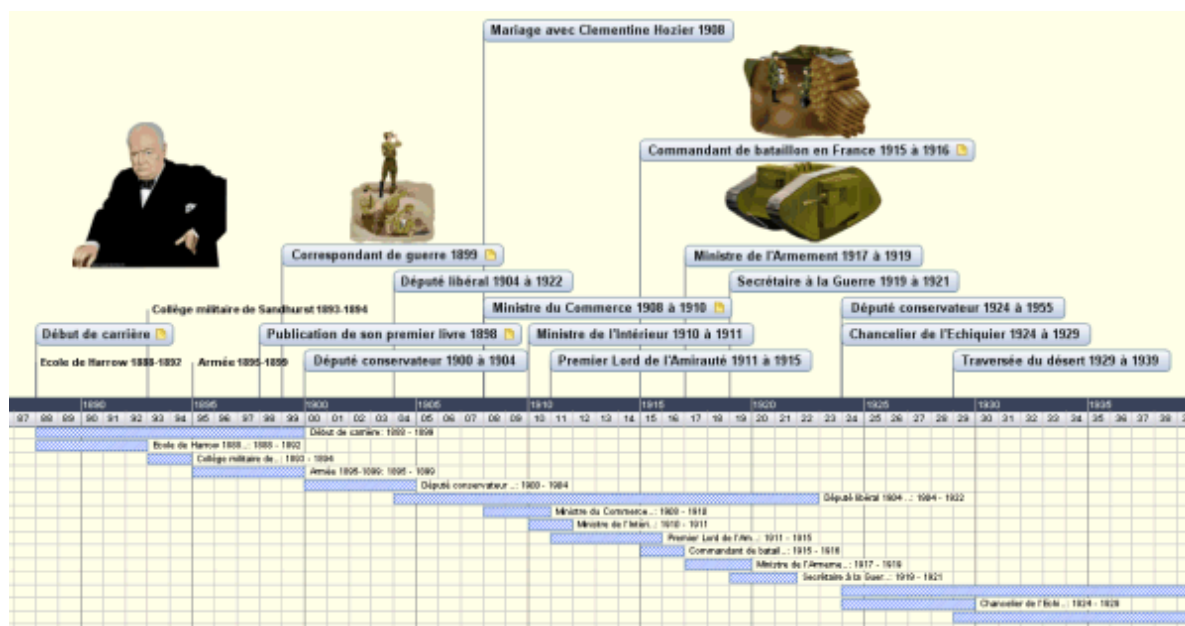 Mariage avec Clementine Hozier 1908
Commandant de bataillon en France 1915 à 1916
Correspondant de guerre 1899
Ministre de l'Armement 1917 à 1919
Député libéral 1904 à 1922
Secrétaire à la Guerre 1919 à 1921
Collège militaire de Sandhurst 1893-1894
Ministre du Commerce 1908 à 1910
Député conservateur 1924 à 1955
Début de carrière
Publication de son premier livre 1898
Ministre de l'Intérieur 1910 à 1911
Chancelier de l'Echiquier 1924 à 1929
Ecole de Harrow 1888-1892
Armée 1895-1899
Député conservateur 1900 à 1904
Premier Lord de l'Amirauté 1911 à 1915
Traversée du désert 1929 à 1939
1890 1895 1900 1905 1910 1915 1920 1925 1930 1935
87 88 89 90 91 92 93 94 95 96 97 98 99 00 01 02 03 04 05 06 07 08 09 10 11 12 13 14 15 16 17 18 19 20 21 22 23 24 25 26 27 28 29 30 31 32 33 34 35 36 37 38
Début de carrière: 1888 - 1899
Ecole de Harrow 1888...: 1888 - 1892
Collège militaire de...: 1893 - 1894
Armée 1895-1899: 1895 - 1899
Député conservateur ...: 1900 - 1904
Député libéral 1904 ...: 1904 - 1922
Ministre du Commerce...: 1908 - 1910
Ministre de l'Intéri...: 1910 - 1911
Premier Lord de l'Am...: 1911 - 1915
Commandant de batail...: 1915 - 1916
Ministre de l'Armeme...: 1917 - 1919
Secrétaire à la Guer...: 1919 - 1921
Chancelier de l'Echi...: 1924 - 1929